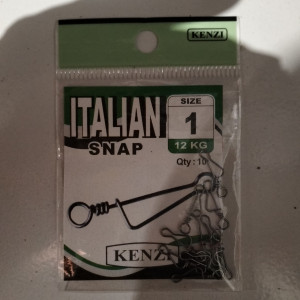 KENZI
ITALIAN
SNAP
SIZE
1
12 KG
Qty : 10
KENZI